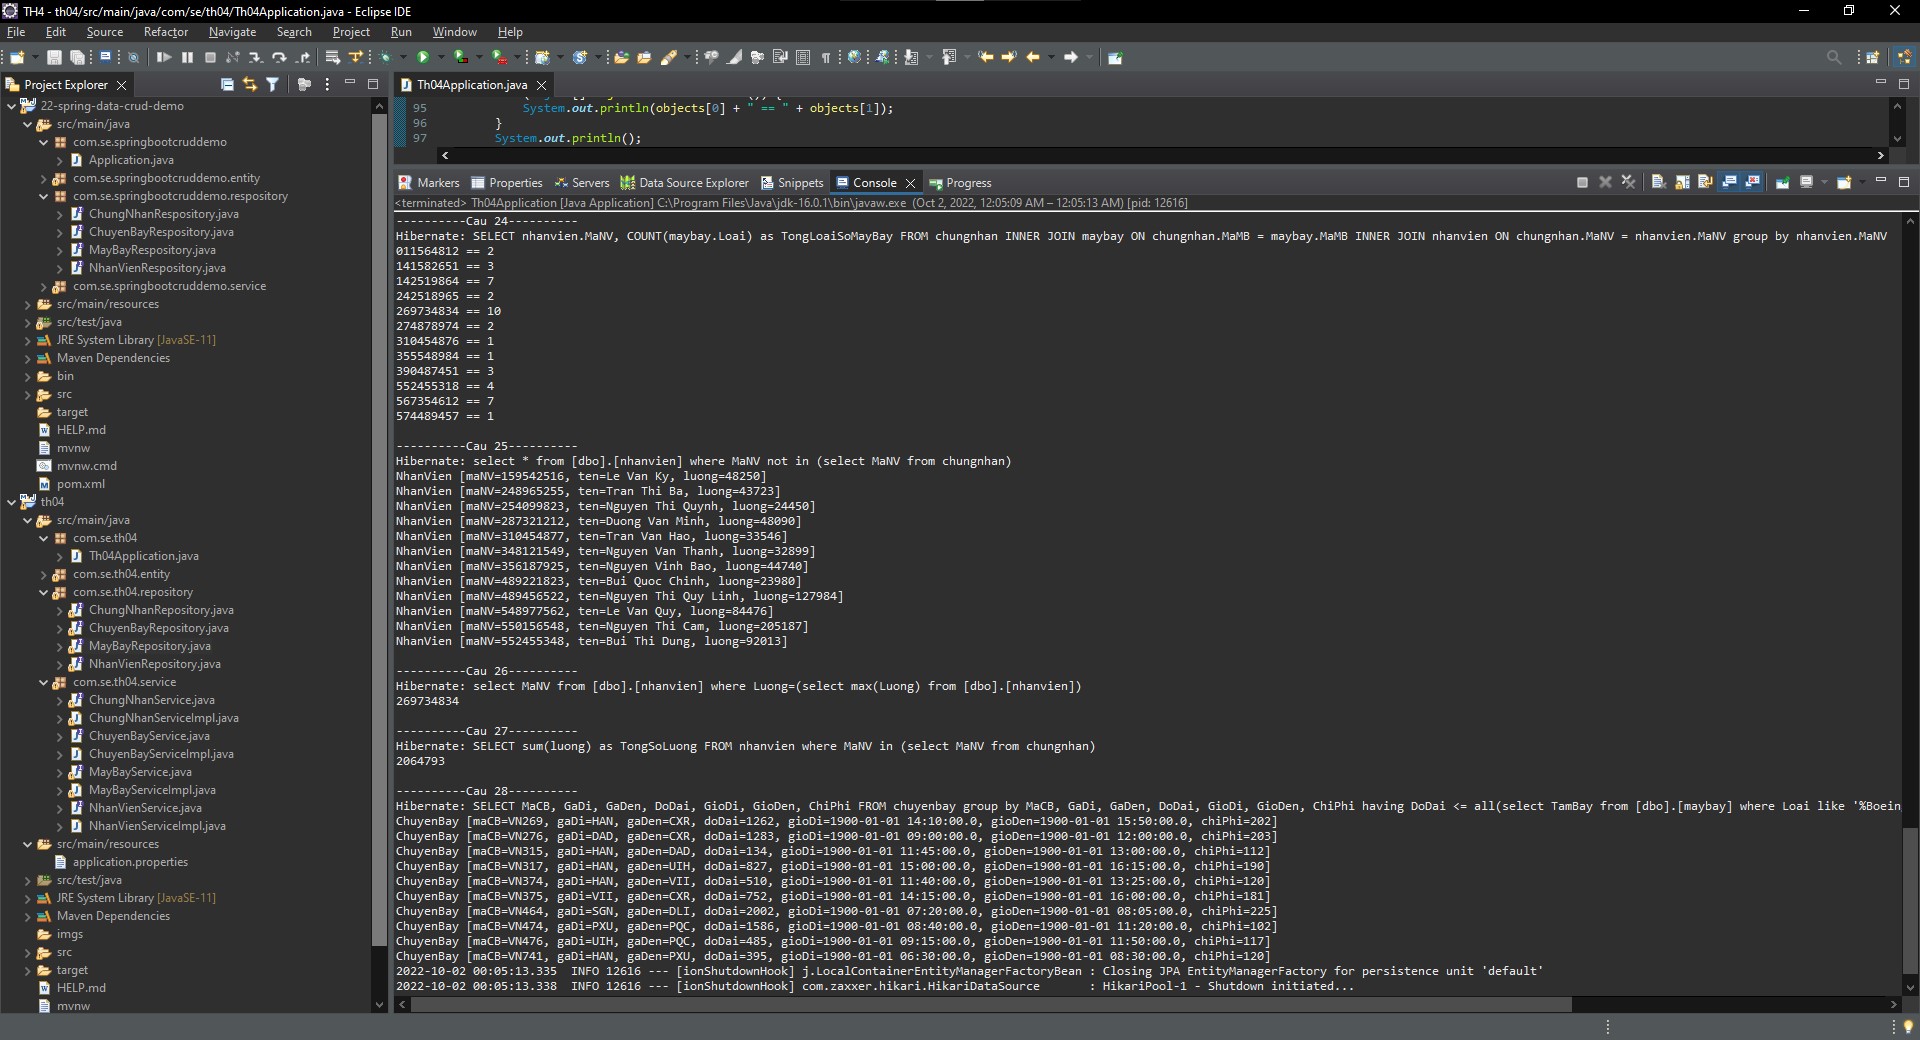 TH4 - th04/src/main/java/com/se/th04/Th04Application.java - Eclipse IDE
File Edit Source Refactor Navigate Search Project Run Window Help
Project Explorer
22-spring-data-crud-demo
src/main/java
com.se.springbootcruddemo
Application.java
com.se.springbootcruddemo.entity
com.se.springbootcruddemo.respository
ChungNhanRespository.java
ChuyenBayRespository.java
MayBayRespository.java
NhanVienRespository.java
com.se.springbootcruddemo.service
src/main/resources
src/test/java
JRE System Library [JavaSE-11]
Maven Dependencies
bin
src
target
HELP.md
mvnw
mvnw.cmd
pom.xml
th04
src/main/java
com.se.th04
Th04Application.java
com.se.th04.entity
com.se.th04.repository
ChungNhanRepository.java
ChuyenBayRepository.java
MayBayRepository.java
NhanVienRepository.java
com.se.th04.service
ChungNhanService.java
ChungNhanServiceImpl.java
ChuyenBayService.java
ChuyenBayServiceImpl.java
MayBayService.java
MayBayServiceImpl.java
NhanVienService.java
NhanVienServiceImpl.java
src/main/resources
application.properties
src/test/java
JRE System Library [JavaSE-11]
Maven Dependencies
imgs
src
target
HELP.md
mvnw
Th04Application.java
95 System.out.println(objects[0] + " == " + objects[1]);
96 }
97 System.out.println();
Markers Properties Servers Data Source Explorer Snippets Console Progress
<terminated> Th04Application [Java Application] C:\Program Files\Java\jdk-16.0.1\bin\javaw.exe (Oct 2, 2022, 12:05:09 AM – 12:05:13 AM) [pid: 12616]
----------Cau 24----------
Hibernate: SELECT nhanvien.MaNV, COUNT(maybay.Loai) as TongLoaiSoMayBay FROM chungnhan INNER JOIN maybay ON chungnhan.MaMB = maybay.MaMB INNER JOIN nhanvien ON chungnhan.MaNV = nhanvien.MaNV group by nhanvien.MaNV
011564812 == 2
141582651 == 3
142519864 == 7
242518965 == 2
269734834 == 10
274878974 == 2
310454876 == 1
355548984 == 1
390487451 == 3
552455318 == 4
567354612 == 7
574489457 == 1
----------Cau 25----------
Hibernate: select * from [dbo].[nhanvien] where MaNV not in (select MaNV from chungnhan)
NhanVien [maNV=159542516, ten=Le Van Ky, luong=48250]
NhanVien [maNV=248965255, ten=Tran Thi Ba, luong=43723]
NhanVien [maNV=254099823, ten=Nguyen Thi Quynh, luong=24450]
NhanVien [maNV=287321212, ten=Duong Van Minh, luong=48090]
NhanVien [maNV=310454877, ten=Tran Van Hao, luong=33546]
NhanVien [maNV=348121549, ten=Nguyen Van Thanh, luong=32899]
NhanVien [maNV=356187925, ten=Nguyen Vinh Bao, luong=44740]
NhanVien [maNV=489221823, ten=Bui Quoc Chinh, luong=23980]
NhanVien [maNV=489456522, ten=Nguyen Thi Quy Linh, luong=127984]
NhanVien [maNV=548977562, ten=Le Van Quy, luong=84476]
NhanVien [maNV=550156548, ten=Nguyen Thi Cam, luong=205187]
NhanVien [maNV=552455348, ten=Bui Thi Dung, luong=92013]
----------Cau 26----------
Hibernate: select MaNV from [dbo].[nhanvien] where Luong=(select max(Luong) from [dbo].[nhanvien])
269734834
----------Cau 27----------
Hibernate: SELECT sum(luong) as TongSoLuong FROM nhanvien where MaNV in (select MaNV from chungnhan)
2064793
----------Cau 28----------
Hibernate: SELECT MaCB, GaDi, GaDen, DoDai, GioDi, GioDen, ChiPhi FROM chuyenbay group by MaCB, GaDi, GaDen, DoDai, GioDi, GioDen, ChiPhi having DoDai <= all(select TamBay from [dbo].[maybay] where Loai like '%Boein
ChuyenBay [maCB=VN269, gaDi=HAN, gaDen=CXR, doDai=1262, gioDi=1900-01-01 14:10:00.0, gioDen=1900-01-01 15:50:00.0, chiPhi=202]
ChuyenBay [maCB=VN276, gaDi=DAD, gaDen=CXR, doDai=1283, gioDi=1900-01-01 09:00:00.0, gioDen=1900-01-01 12:00:00.0, chiPhi=203]
ChuyenBay [maCB=VN315, gaDi=HAN, gaDen=DAD, doDai=134, gioDi=1900-01-01 11:45:00.0, gioDen=1900-01-01 13:00:00.0, chiPhi=112]
ChuyenBay [maCB=VN317, gaDi=HAN, gaDen=UIH, doDai=827, gioDi=1900-01-01 15:00:00.0, gioDen=1900-01-01 16:15:00.0, chiPhi=190]
ChuyenBay [maCB=VN374, gaDi=HAN, gaDen=VII, doDai=510, gioDi=1900-01-01 11:40:00.0, gioDen=1900-01-01 13:25:00.0, chiPhi=120]
ChuyenBay [maCB=VN375, gaDi=VII, gaDen=CXR, doDai=752, gioDi=1900-01-01 14:15:00.0, gioDen=1900-01-01 16:00:00.0, chiPhi=181]
ChuyenBay [maCB=VN464, gaDi=SGN, gaDen=DLI, doDai=2002, gioDi=1900-01-01 07:20:00.0, gioDen=1900-01-01 08:05:00.0, chiPhi=225]
ChuyenBay [maCB=VN474, gaDi=PXU, gaDen=PQC, doDai=1586, gioDi=1900-01-01 08:40:00.0, gioDen=1900-01-01 11:20:00.0, chiPhi=102]
ChuyenBay [maCB=VN476, gaDi=UIH, gaDen=PQC, doDai=485, gioDi=1900-01-01 09:15:00.0, gioDen=1900-01-01 11:50:00.0, chiPhi=117]
ChuyenBay [maCB=VN741, gaDi=HAN, gaDen=PXU, doDai=395, gioDi=1900-01-01 06:30:00.0, gioDen=1900-01-01 08:30:00.0, chiPhi=120]
2022-10-02 00:05:13.335 INFO 12616 --- [ionShutdownHook] j.LocalContainerEntityManagerFactoryBean : Closing JPA EntityManagerFactory for persistence unit 'default'
2022-10-02 00:05:13.338 INFO 12616 --- [ionShutdownHook] com.zaxxer.hikari.HikariDataSource : HikariPool-1 - Shutdown initiated...